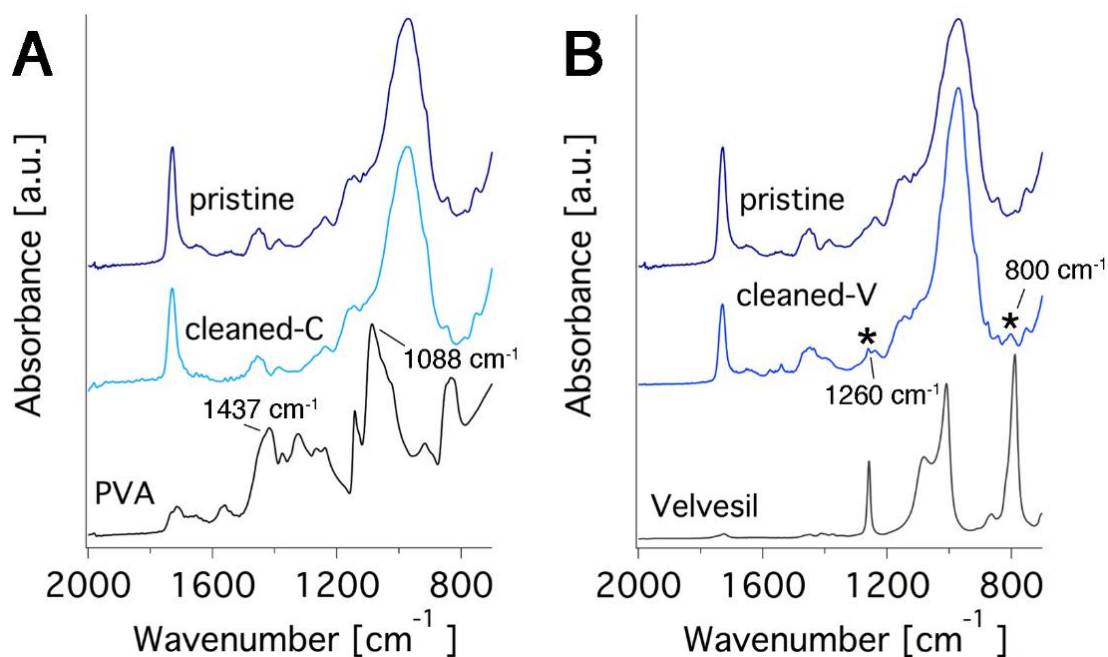 A
Absorbance [a.u.]
pristine
cleaned-C
1088 cm-1
1437 cm-1
PVA
2000
1600
1200
800
Wavenumber [cm-1]
B
Absorbance [a.u.]
pristine
800 cm-1
cleaned-V
*
*
1260 cm-1
Velvesil
2000
1600
1200
800
Wavenumber [cm-1]